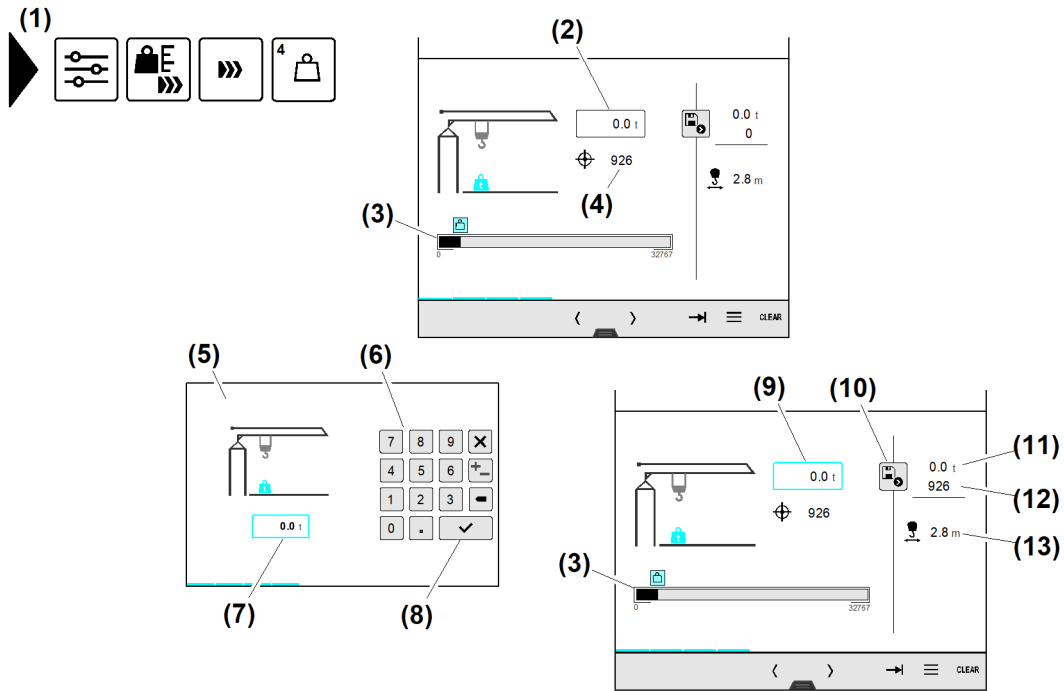 (1)
4
(2)
0.0 t
0.0 t
0
926
2.8 m
(4)
(3)
0
32767
CLEAR
(5)
(6)
7 8 9
4 5 6 +-
1 2 3
0 .
0.0 t
(7)
(8)
(9)
(10)
(11)
0.0 t
0.0 t
926
(12)
926
2.8 m
(13)
(3)
0
32767
CLEAR